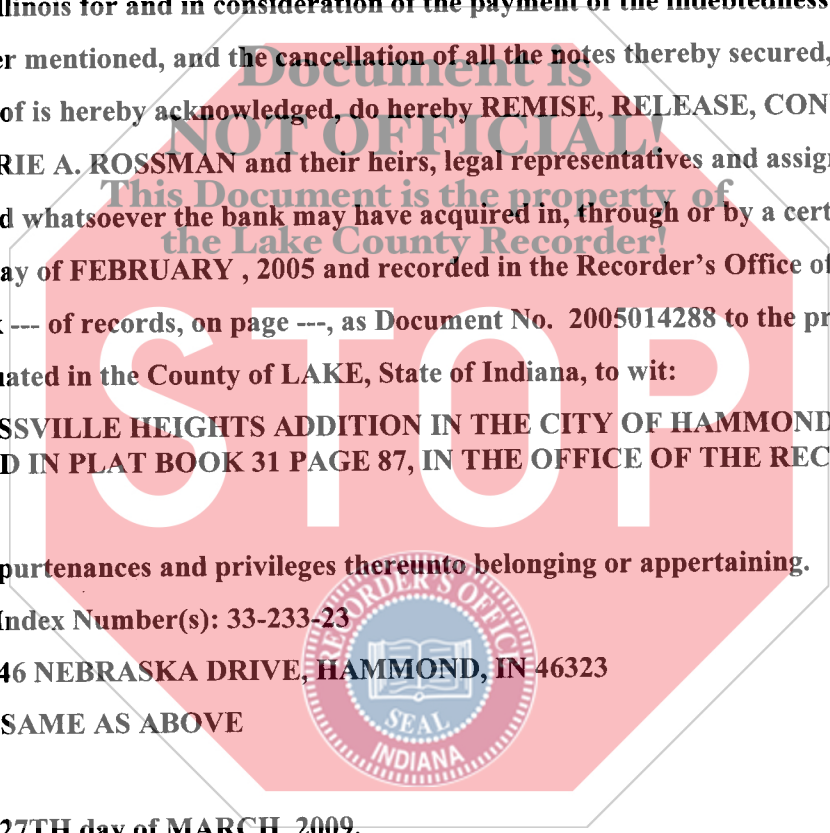 llinois for and in consideration of the payment of the indebtedness
er mentioned, and the cancellation of all the notes thereby secured,
Document is
of is hereby acknowledged, do hereby REMISE, RELEASE, CON
NOT OFFICIAL!
RIE A. ROSSMAN and their heirs, legal representatives and assig
This Document is the property of
d whatsoever the bank may have acquired in, through or by a cert
the Lake County Recorder!
ay of FEBRUARY , 2005 and recorded in the Recorder’s Office of
--- of records, on page ---, as Document No. 2005014288 to the pr
uated in the County of LAKE, State of Indiana, to wit:
STOP
SSVILLE HEIGHTS ADDITION IN THE CITY OF HAMMOND
D IN PLAT BOOK 31 PAGE 87, IN THE OFFICE OF THE REC
purtenances and privileges thereunto belonging or appertaining.
Index Number(s): 33-233-23
RECORDER'S OFFICE
46 NEBRASKA DRIVE, HAMMOND, IN 46323
SAME AS ABOVE
SEAL
INDIANA
27TH day of MARCH 2009.